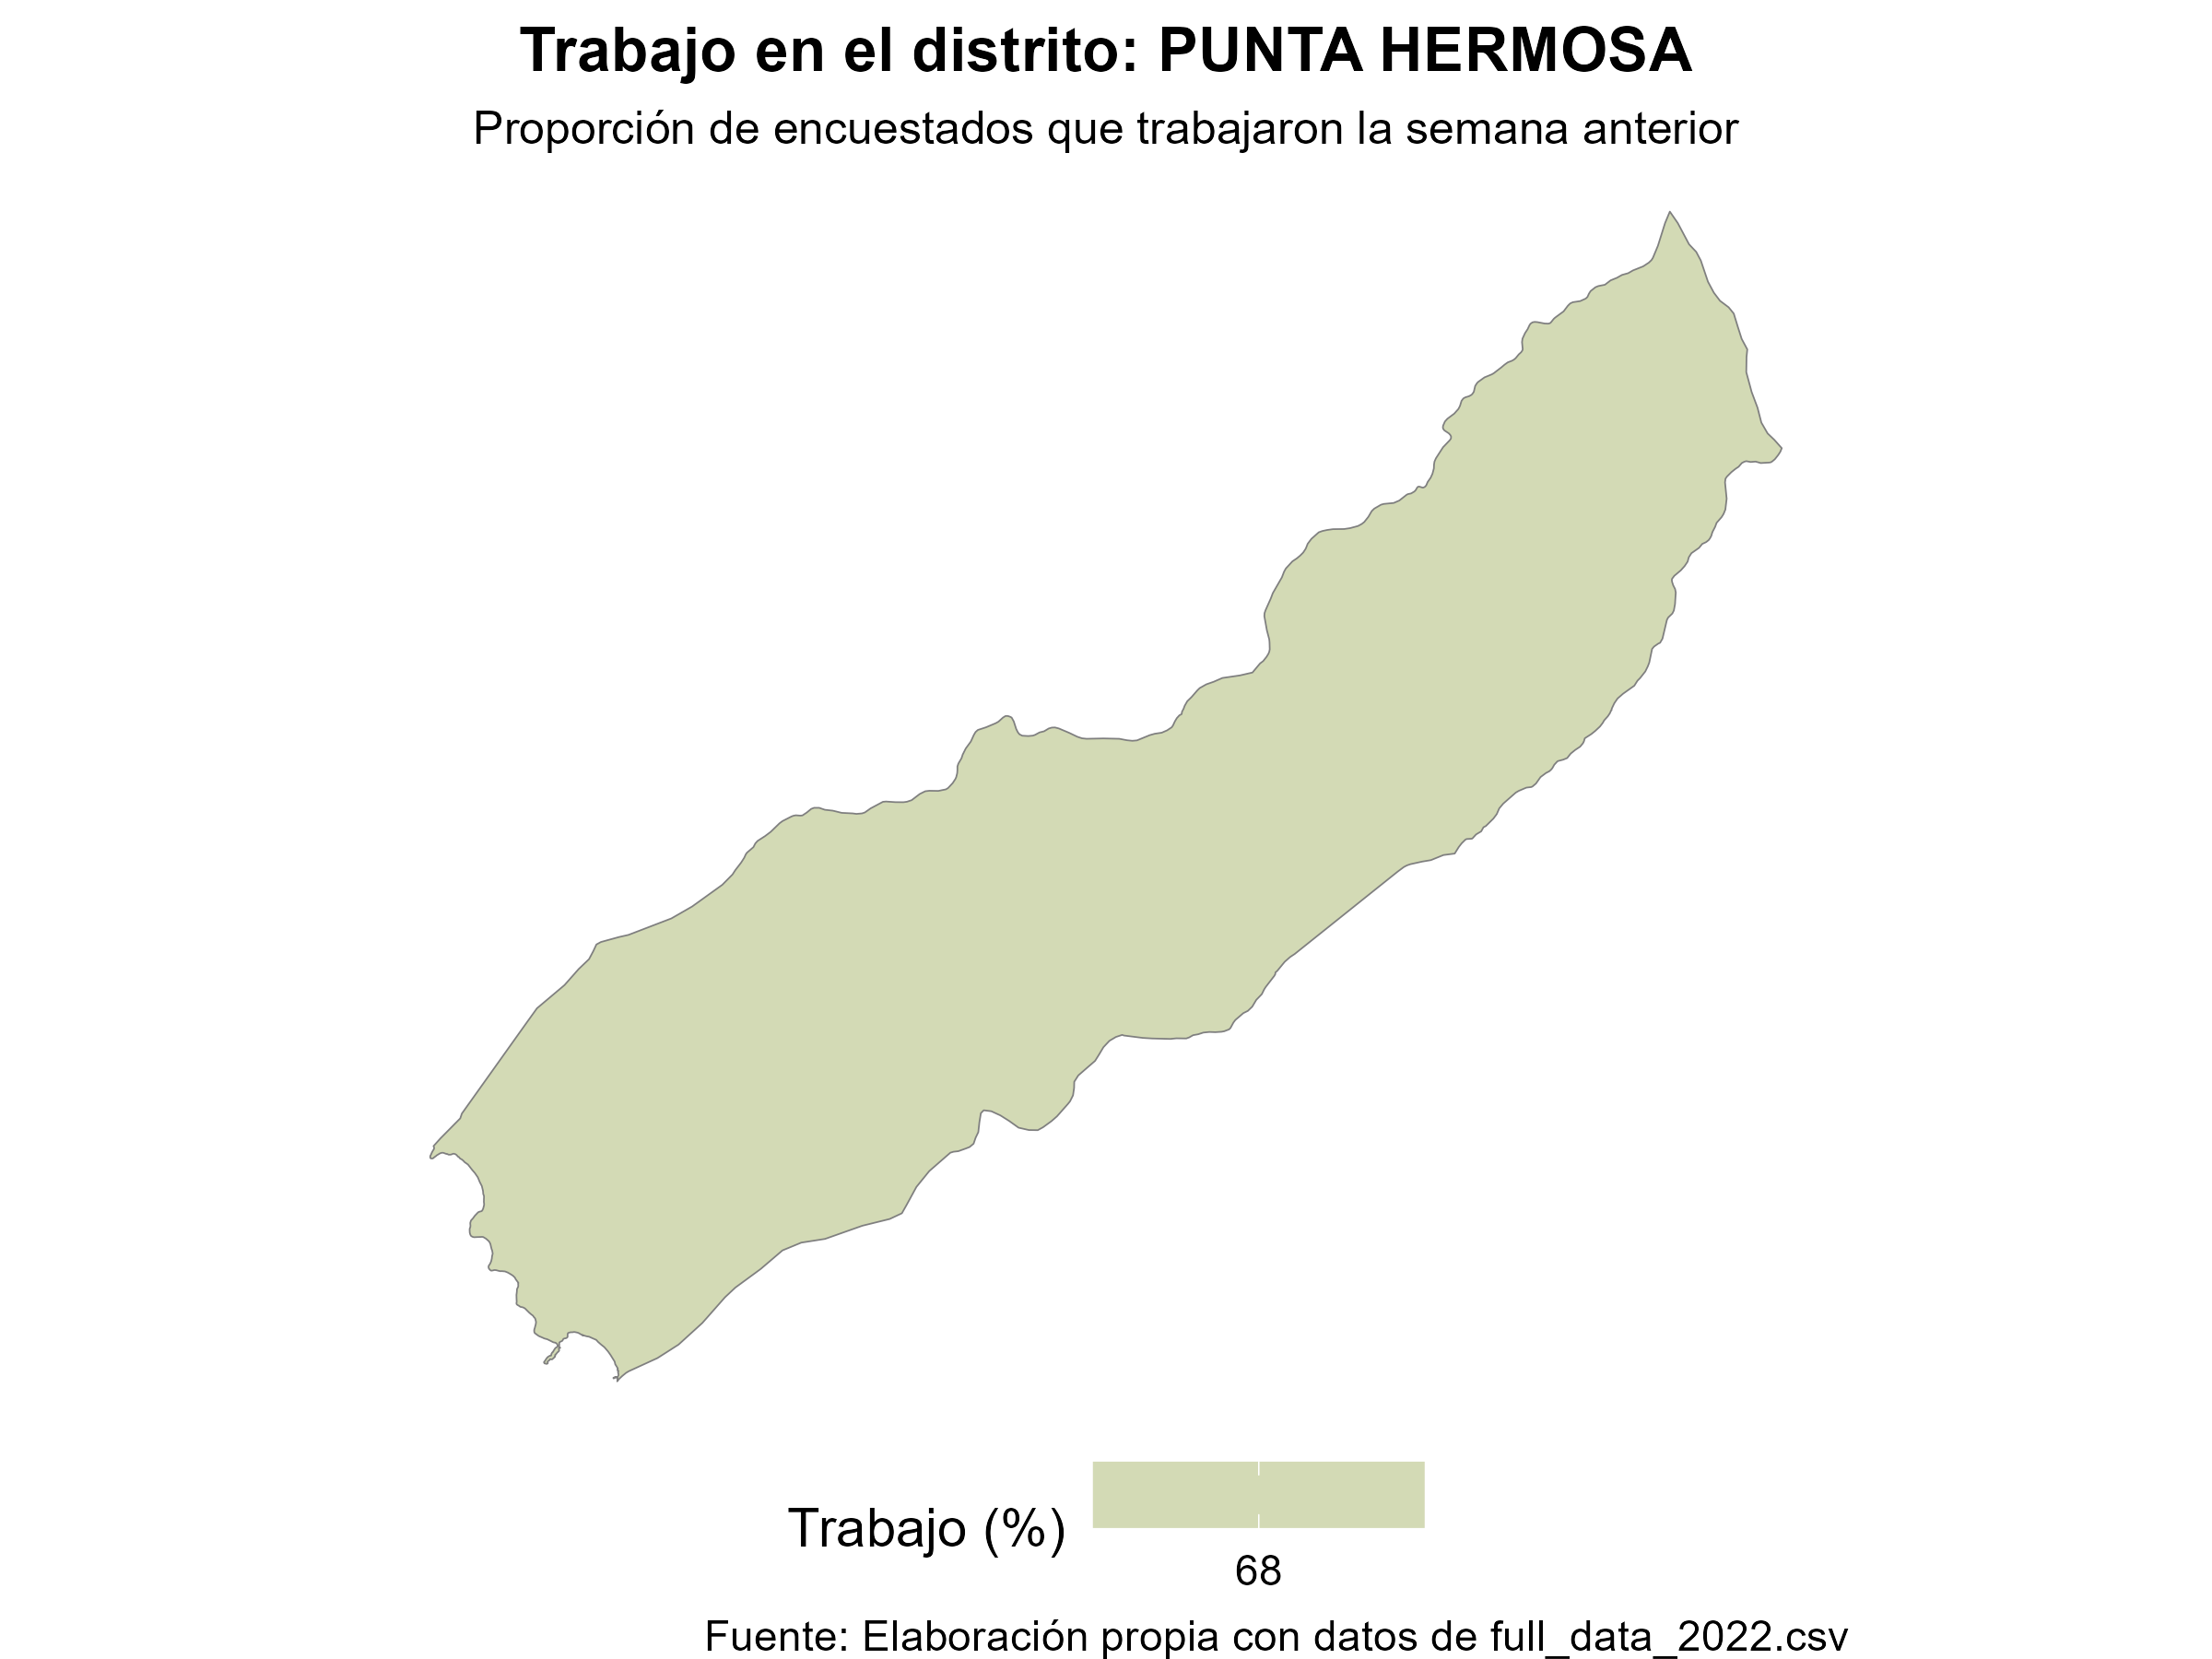 Trabajo en el distrito: PUNTA HERMOSA
Proporción de encuestados que trabajaron la semana anterior
Trabajo (%)
68
Fuente: Elaboración propia con datos de full_data_2022.csv